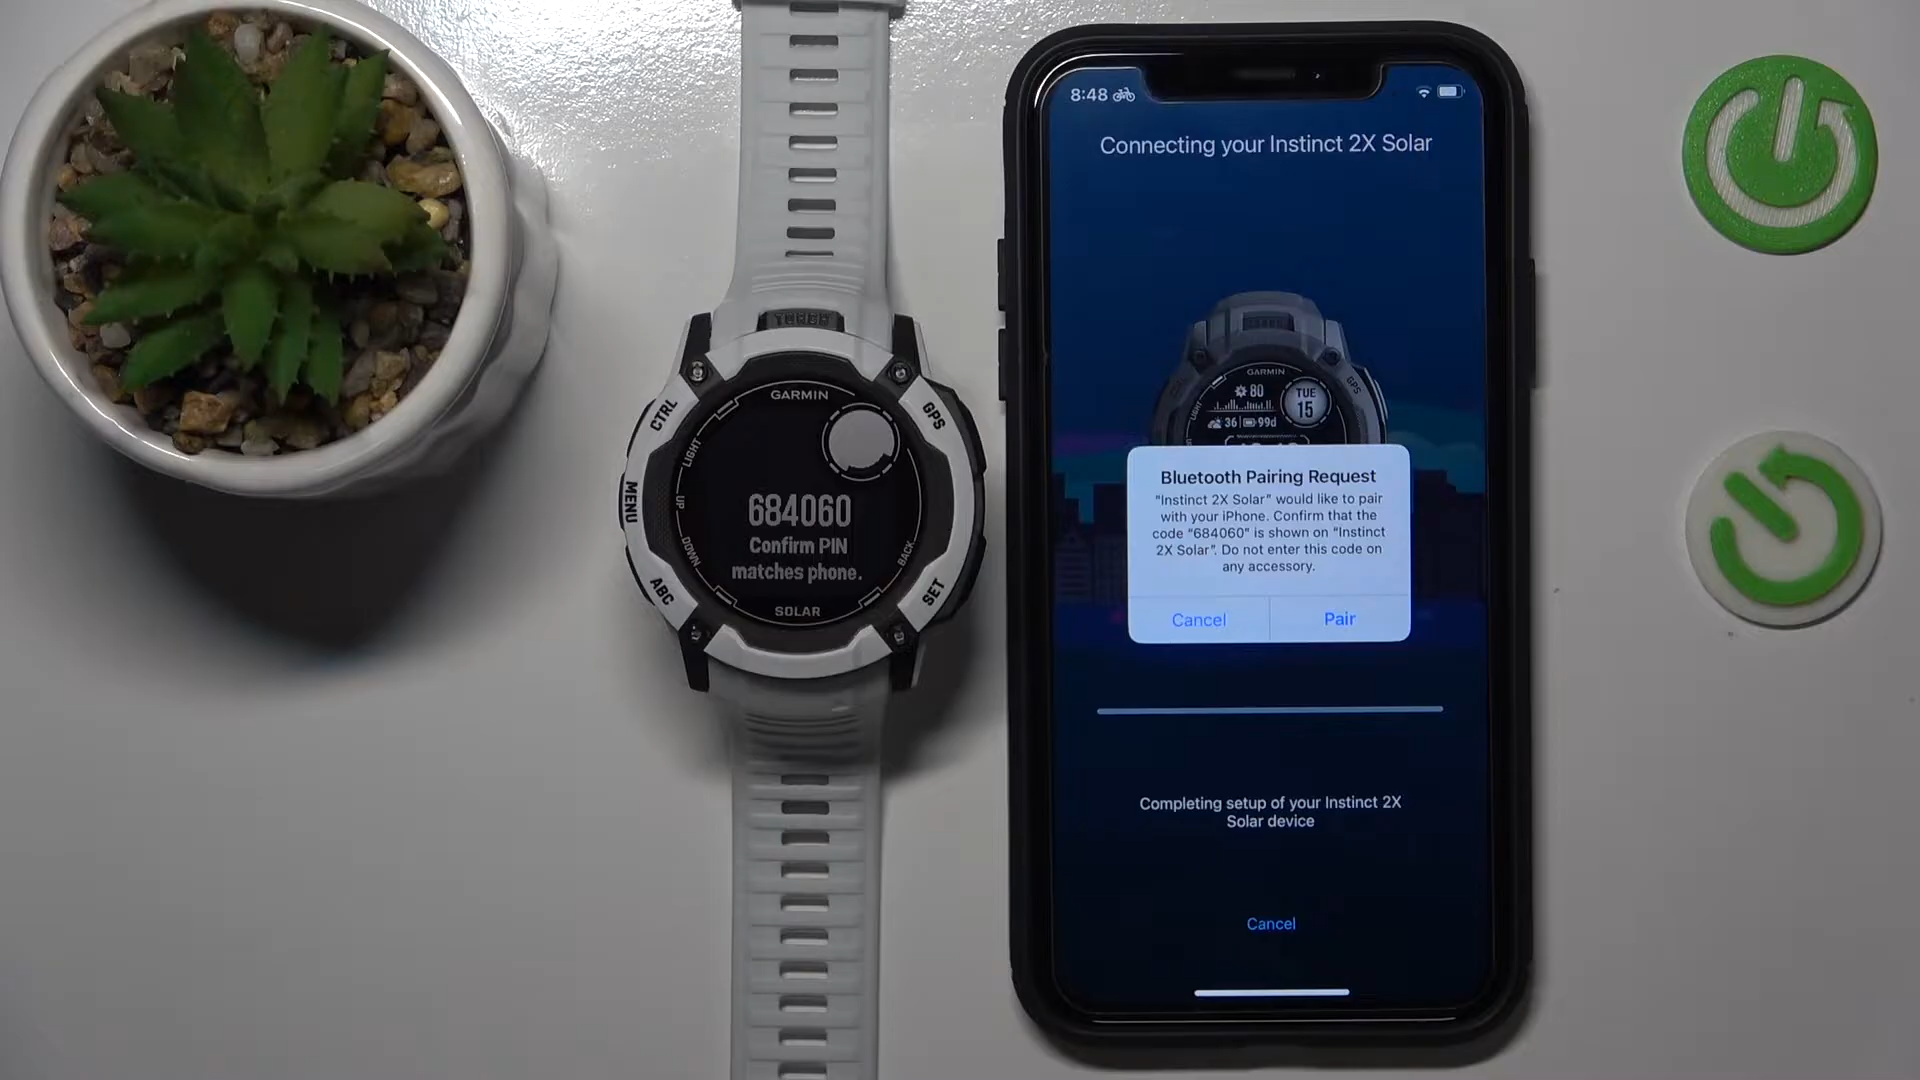 TORCH
GARMIN
CTRL
GPS
LIGHT
MENU
UP
684060
Confirm PIN
matches phone.
DOWN
BACK
ABC
SET
SOLAR
8:48
Connecting your Instinct 2X Solar
GARMIN
GPS
LIGHT
80
TUE
15
36
99d
Bluetooth Pairing Request
"Instinct 2X Solar" would like to pair
with your iPhone. Confirm that the
code "684060" is shown on "Instinct
2X Solar". Do not enter this code on
any accessory.
Cancel
Pair
Completing setup of your Instinct 2X
Solar device
Cancel